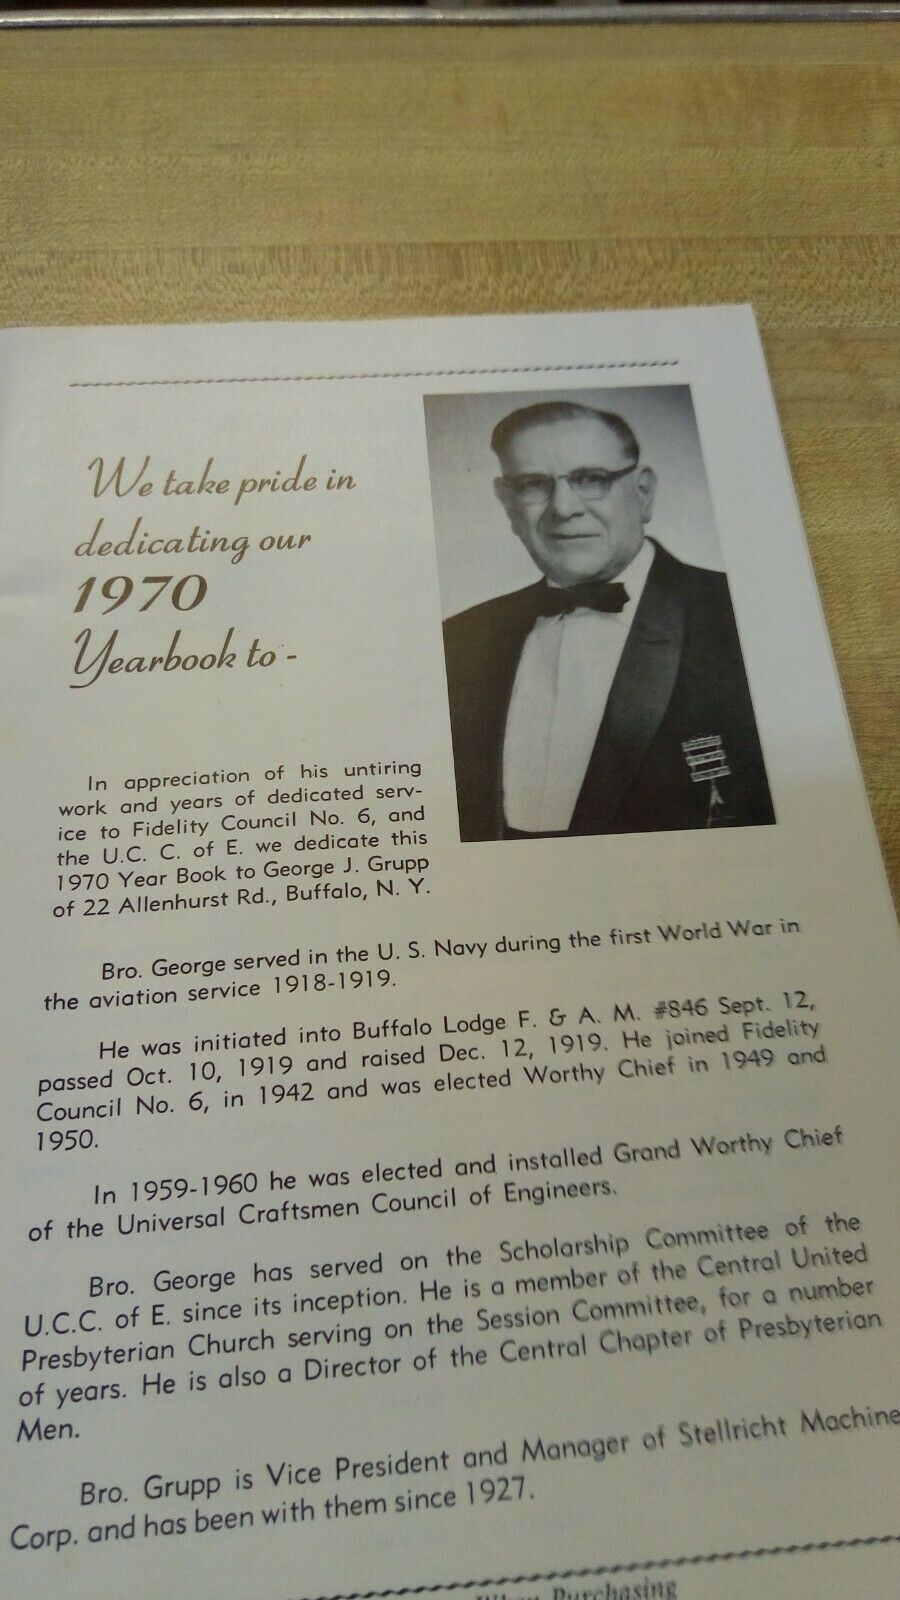 We take pride in
dedicating our
1970
Yearbook to -
In appreciation of his untiring
work and years of dedicated serv-
ice to Fidelity Council No. 6, and
the U.C. C. of E. we dedicate this
1970 Year Book to George J. Grupp
of 22 Allenhurst Rd., Buffalo, N. Y.
Bro. George served in the U. S. Navy during the first World War in
the aviation service 1918-1919.
He was initiated into Buffalo Lodge F. & A. M. #846 Sept. 12,
passed Oct. 10, 1919 and raised Dec. 12, 1919. He joined Fidelity
Council No. 6, in 1942 and was elected Worthy Chief in 1949 and
1950.
In 1959-1960 he was elected and installed Grand Worthy Chief
of the Universal Craftsmen Council of Engineers.
Bro. George has served on the Scholarship Committee of the
U.C.C. of E. since its inception. He is a member of the Central United
Presbyterian Church serving on the Session Committee, for a number
of years. He is also a Director of the Central Chapter of Presbyterian
Men.
Bro. Grupp is Vice President and Manager of Stellricht Machine
Corp. and has been with them since 1927.
When Purchasing